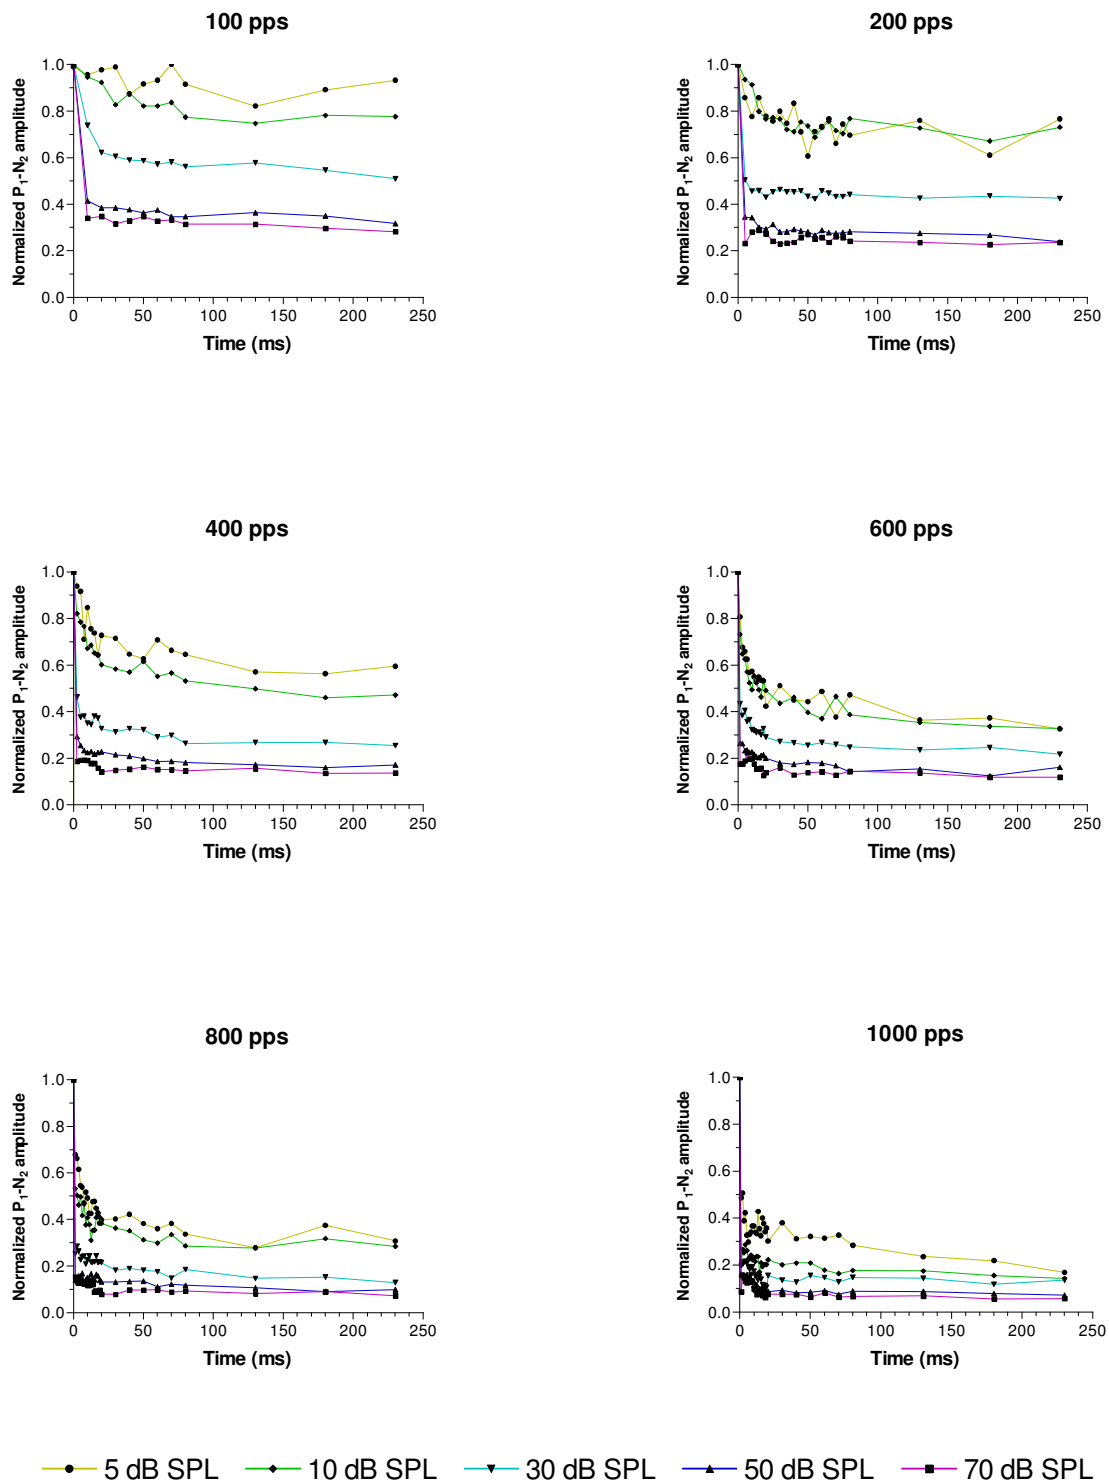 100 pps
200 pps
1.0
0.8
0.6
0.4
0.2
0.0
Normalized P₁-N₂ amplitude
0 50 100 150 200 250
Time (ms)
1.0
0.8
0.6
0.4
0.2
0.0
Normalized P₁-N₂ amplitude
0 50 100 150 200 250
Time (ms)
400 pps
600 pps
1.0
0.8
0.6
0.4
0.2
0.0
Normalized P₁-N₂ amplitude
0 50 100 150 200 250
Time (ms)
1.0
0.8
0.6
0.4
0.2
0.0
Normalized P₁-N₂ amplitude
0 50 100 150 200 250
Time (ms)
800 pps
1000 pps
1.0
0.8
0.6
0.4
0.2
0.0
Normalized P₁-N₂ amplitude
0 50 100 150 200 250
Time (ms)
1.0
0.8
0.6
0.4
0.2
0.0
Normalized P₁-N₂ amplitude
0 50 100 150 200 250
Time (ms)
5 dB SPL 10 dB SPL 30 dB SPL 50 dB SPL 70 dB SPL